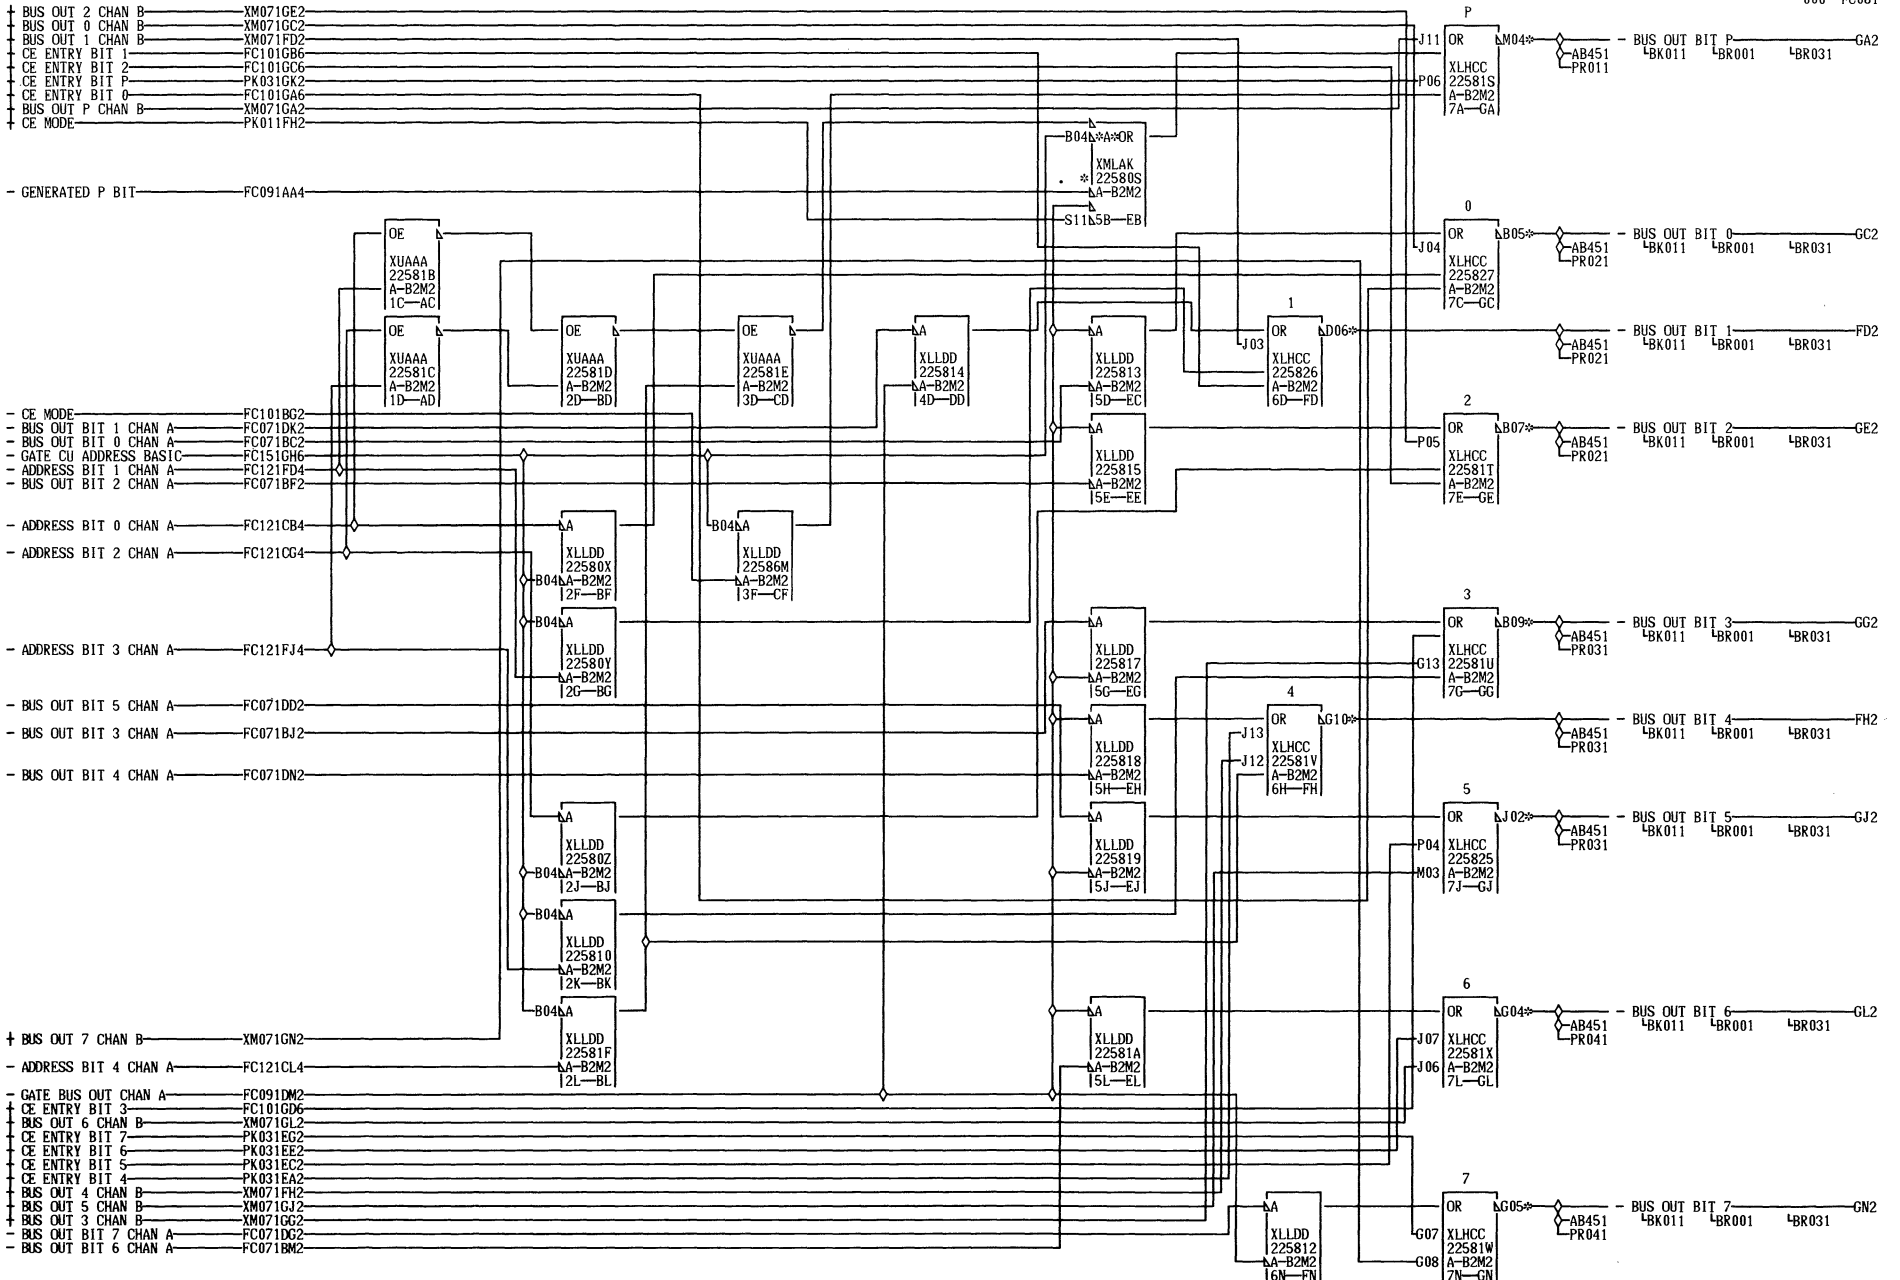 + BUS OUT 2 CHAN B XM071GE2
+ BUS OUT 0 CHAN B XM071GC2
+ BUS OUT 1 CHAN B XM071FD2
+ CE ENTRY BIT 1 FC101GB6
+ CE ENTRY BIT 2 FC101GC6
+ CE ENTRY BIT P PK031GK2
+ CE ENTRY BIT 0 FC101GA6
+ BUS OUT P CHAN B XM071GA2
+ CE MODE PK011FH2
- GENERATED P BIT FC091AA4
P
J11 OR M04*
P06
XLHCC
22581S
A-B2M2
7A GA
- BUS OUT BIT P GA2
AB451 BK011 BR001 BR031
PR011
B04 *A*OR
XMLAK
* 22580S
A-B2M2
S11 5B EB
0
OR B05*
J04
XLHCC
225827
A-B2M2
7C GC
- BUS OUT BIT 0 GC2
AB451 BK011 BR001 BR031
PR021
OE
XUAAA
22581B
A-B2M2
1C AC
OE
XUAAA
22581C
A-B2M2
1D AD
OE
XUAAA
22581D
A-B2M2
2D BD
OE
XUAAA
22581E
A-B2M2
3D CD
A
XLLDD
225814
A-B2M2
4D DD
A
XLLDD
225813
A-B2M2
5D EC
1
OR D06*
J03
XLHCC
225826
A-B2M2
6D FD
- BUS OUT BIT 1 FD2
AB451 BK011 BR001 BR031
PR021
- CE MODE FC101BG2
- BUS OUT BIT 1 CHAN A FC071DK2
- BUS OUT BIT 0 CHAN A FC071BC2
- GATE CU ADDRESS BASIC FC151GH6
- ADDRESS BIT 1 CHAN A FC121FD4
- BUS OUT BIT 2 CHAN A FC071BF2
A
XLLDD
225815
A-B2M2
5E EE
2
OR B07*
P05
XLHCC
22581T
A-B2M2
7E GE
- BUS OUT BIT 2 GE2
AB451 BK011 BR001 BR031
PR021
- ADDRESS BIT 0 CHAN A FC121CB4
- ADDRESS BIT 2 CHAN A FC121CG4
A
XLLDD
22580X
B04 A-B2M2
2F BF
B04 A
XLLDD
22586M
A-B2M2
3F CF
- ADDRESS BIT 3 CHAN A FC121FJ4
B04 A
XLLDD
22580Y
A-B2M2
2G BG
A
XLLDD
225817
A-B2M2
5G EG
3
OR B09*
XLHCC
G13 22581U
A-B2M2
7G GG
- BUS OUT BIT 3 GG2
AB451 BK011 BR001 BR031
PR031
- BUS OUT BIT 5 CHAN A FC071DD2
- BUS OUT BIT 3 CHAN A FC071BJ2
- BUS OUT BIT 4 CHAN A FC071DN2
A
XLLDD
225818
A-B2M2
5H EH
4
OR G10*
J13
XLHCC
J12 22581V
A-B2M2
6H FH
- BUS OUT BIT 4 FH2
AB451 BK011 BR001 BR031
PR031
A
XLLDD
22580Z
B04 A-B2M2
2J BJ
A
XLLDD
225819
A-B2M2
5J EJ
5
OR J02*
P04 XLHCC
225825
M03 A-B2M2
7J GJ
- BUS OUT BIT 5 GJ2
AB451 BK011 BR001 BR031
PR031
B04 A
XLLDD
225810
A-B2M2
2K BK
B04 A
XLLDD
22581F
A-B2M2
2L BL
A
XLLDD
22581A
A-B2M2
5L EL
6
OR G04*
J07 XLHCC
22581X
J06 A-B2M2
7L GL
- BUS OUT BIT 6 GL2
AB451 BK011 BR001 BR031
PR041
+ BUS OUT 7 CHAN B XM071GN2
- ADDRESS BIT 4 CHAN A FC121CL4
- GATE BUS OUT CHAN A FC091DM2
+ CE ENTRY BIT 3 FC101GD6
+ BUS OUT 6 CHAN B XM071GL2
+ CE ENTRY BIT 7 PK031EG2
+ CE ENTRY BIT 6 PK031EE2
+ CE ENTRY BIT 5 PK031EC2
+ CE ENTRY BIT 4 PK031EA2
+ BUS OUT 4 CHAN B XM071FH2
+ BUS OUT 5 CHAN B XM071GJ2
+ BUS OUT 3 CHAN B XM071GG2
- BUS OUT BIT 7 CHAN A FC071DG2
- BUS OUT BIT 6 CHAN A FC071BM2
A
XLLDD
225812
A-B2M2
6N FN
7
OR G05*
G07 XLHCC
22581W
G08 A-B2M2
7N GN
- BUS OUT BIT 7 GN2
AB451 BK011 BR001 BR031
PR041